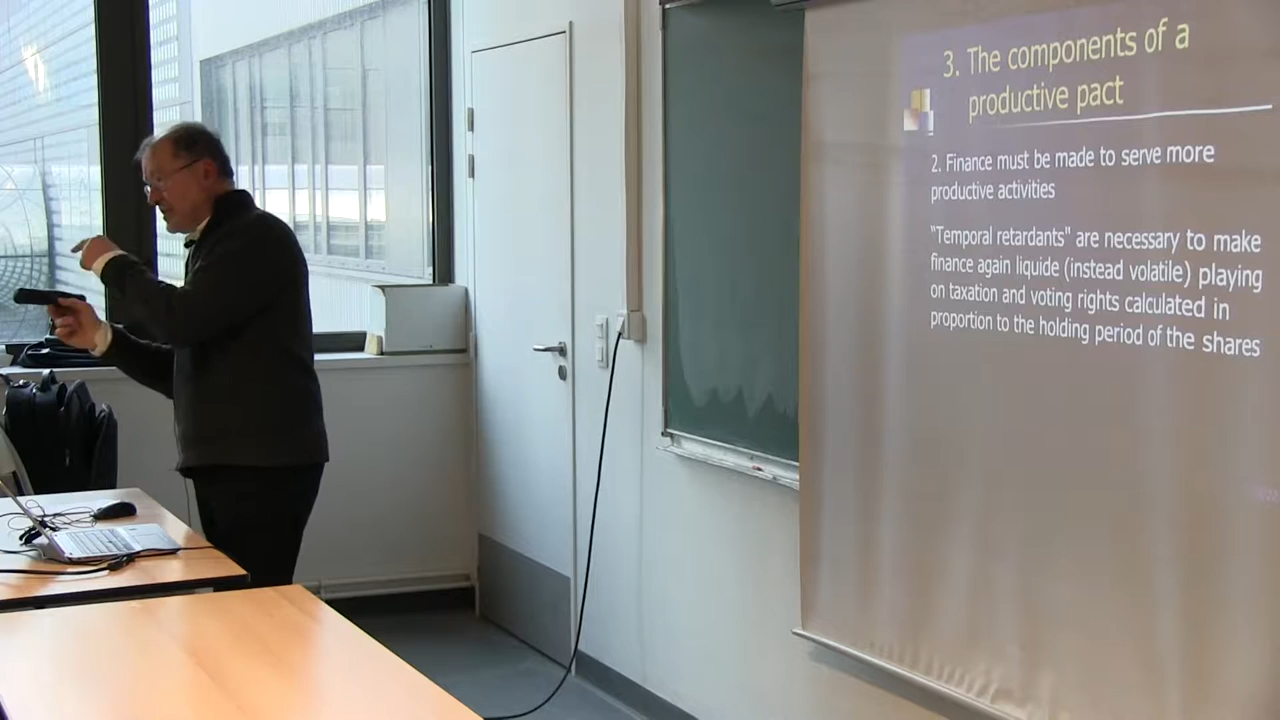 3. The components of a
productive pact
2. Finance must be made to serve more
productive activities
"Temporal retardants" are necessary to make
finance again liquide (instead volatile) playing
on taxation and voting rights calculated in
proportion to the holding period of the shares